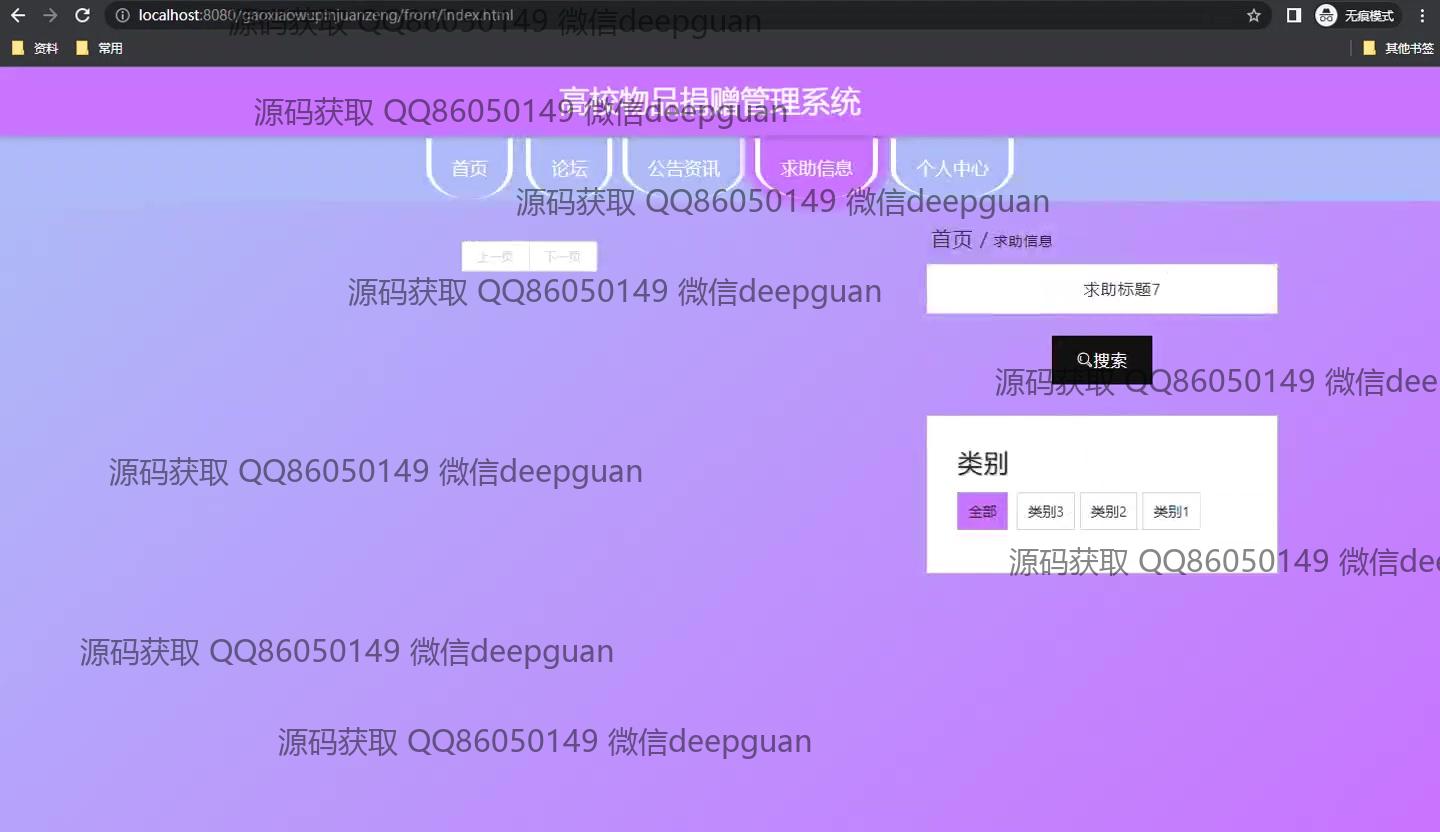 localhost:8080/gaoxiaowupinjuanzeng/front/index.html
无痕模式
源码获取 QQ86050149 微信deepguan
资料
常用
其他书签
高校物品捐赠管理系统
源码获取 QQ86050149 微信deepguan
首页
论坛
公告资讯
求助信息
个人中心
源码获取 QQ86050149 微信deepguan
首页 / 求助信息
上一页
下一页
源码获取 QQ86050149 微信deepguan
求助标题7
搜索
源码获取 QQ86050149 微信dee
类别
源码获取 QQ86050149 微信deepguan
全部
类别3
类别2
类别1
源码获取 QQ86050149 微信dee
源码获取 QQ86050149 微信deepguan
源码获取 QQ86050149 微信deepguan